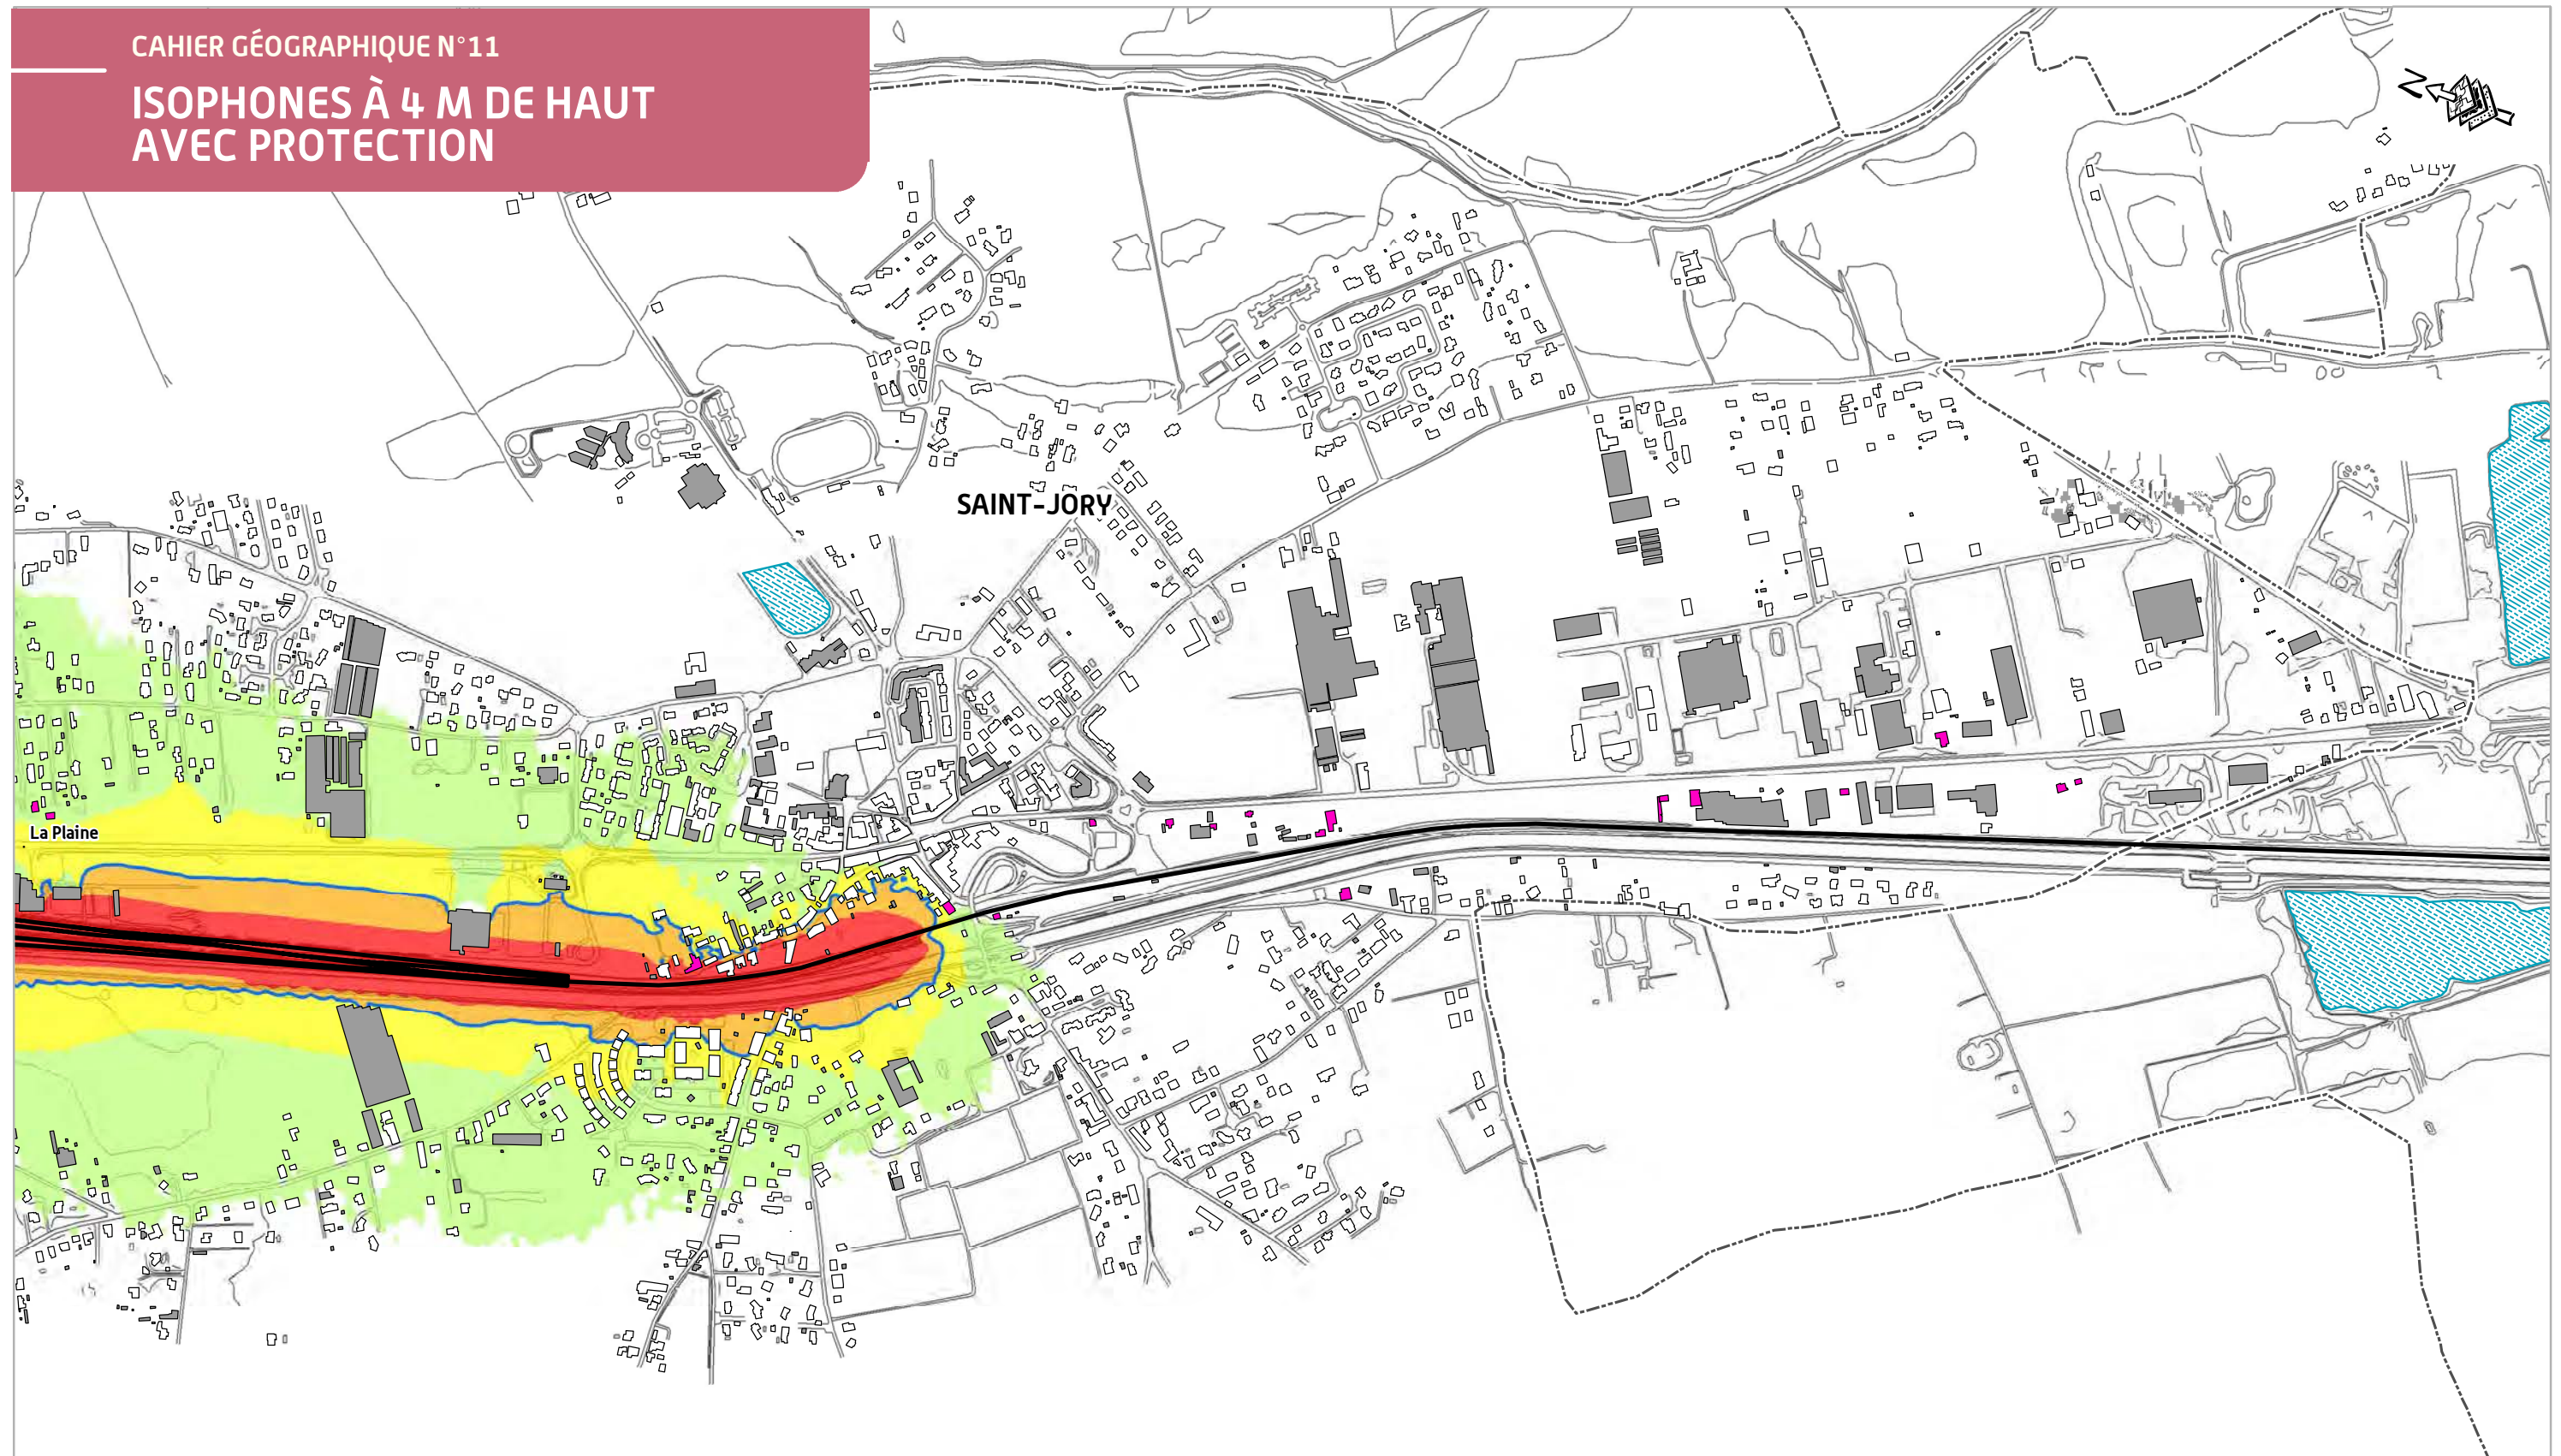 CAHIER GÉOGRAPHIQUE N°11
ISOPHONES À 4 M DE HAUT
AVEC PROTECTION
N
SAINT-JORY
La Plaine